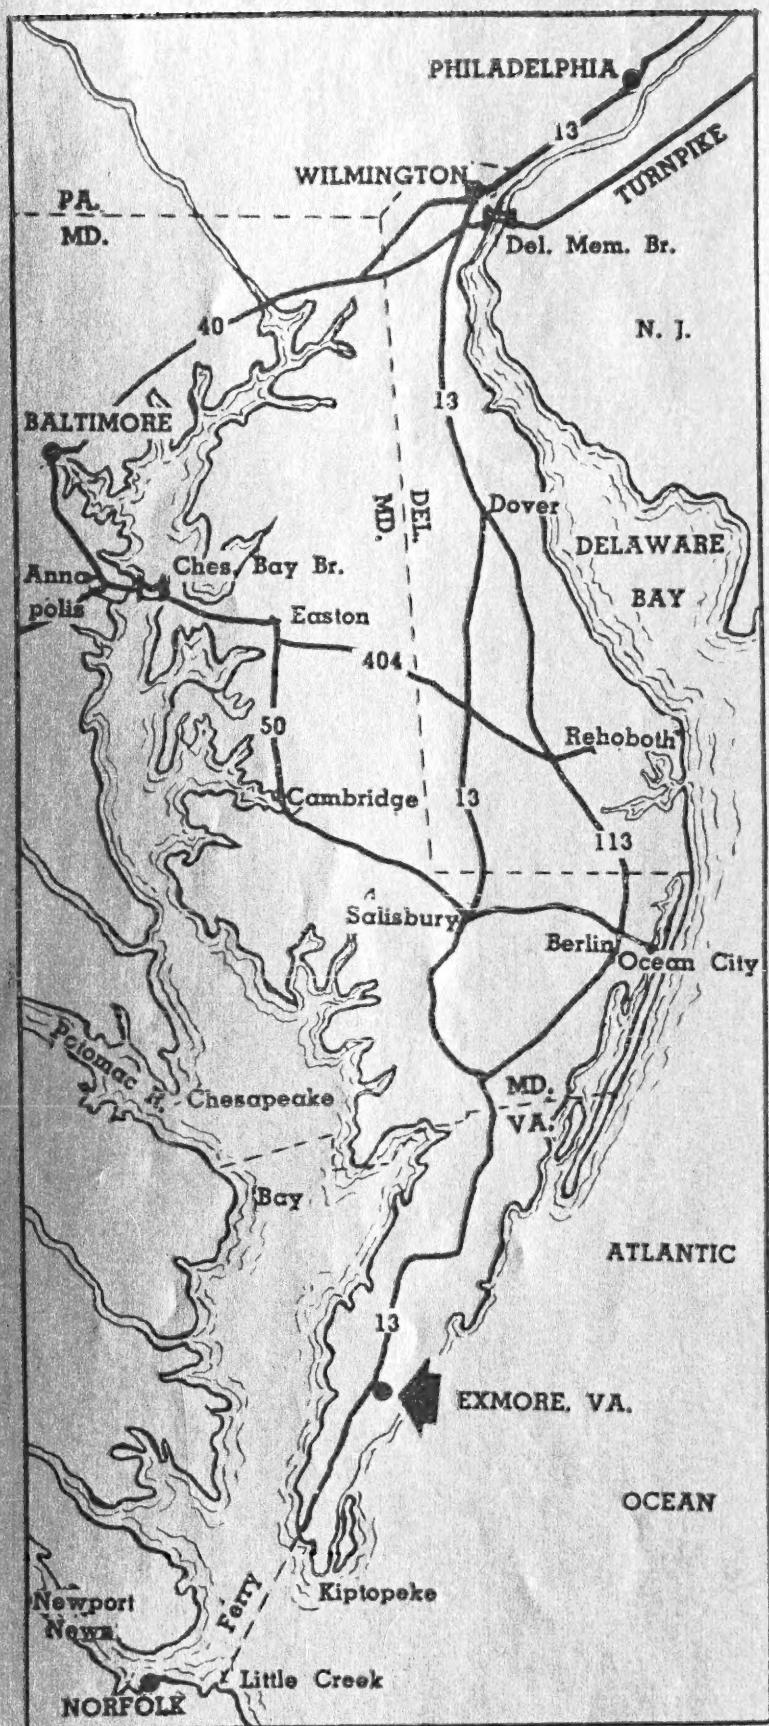 PHILADELPHIA
13
TURNPIKE
WILMINGTON
PA.
MD.
Del. Mem. Br.
40
N. J.
13
BALTIMORE
MD.
DEL.
Dover
DELAWARE
BAY
Ches. Bay Br.
Anna
polis
Easton
404
50
Rehoboth
Cambridge
13
113
Salisbury
Berlin
Ocean City
Potomac R.
Chesapeake
MD.
VA.
Bay
ATLANTIC
13
EXMORE, VA.
OCEAN
Ferry
Kiptopeke
Newport
News
Little Creek
NORFOLK